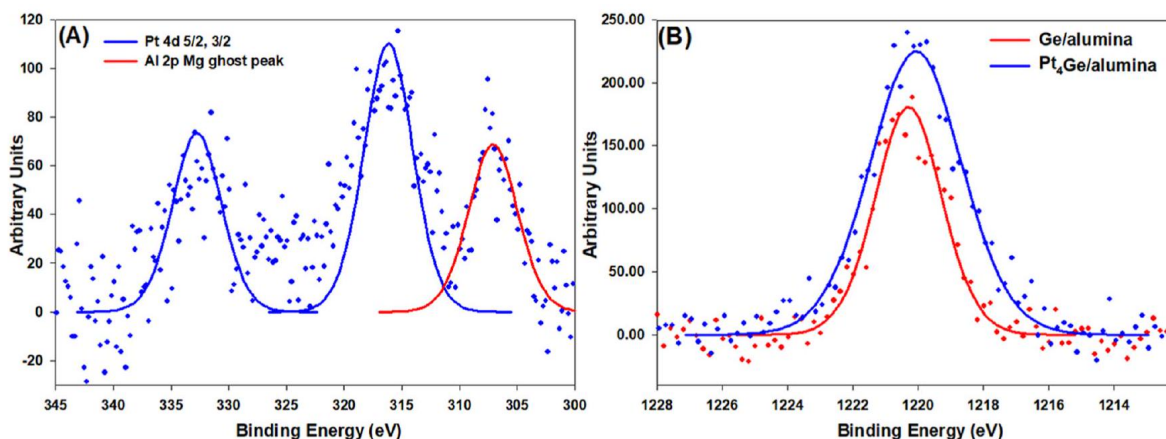 (A)
Pt 4d 5/2, 3/2
Al 2p Mg ghost peak
120
100
80
60
40
20
0
-20
Arbitrary Units
345 340 335 330 325 320 315 310 305 300
Binding Energy (eV)
(B)
Ge/alumina
Pt₄Ge/alumina
250.00
200.00
150.00
100.00
50.00
0.00
Arbitrary Units
1228 1226 1224 1222 1220 1218 1216 1214
Binding Energy (eV)